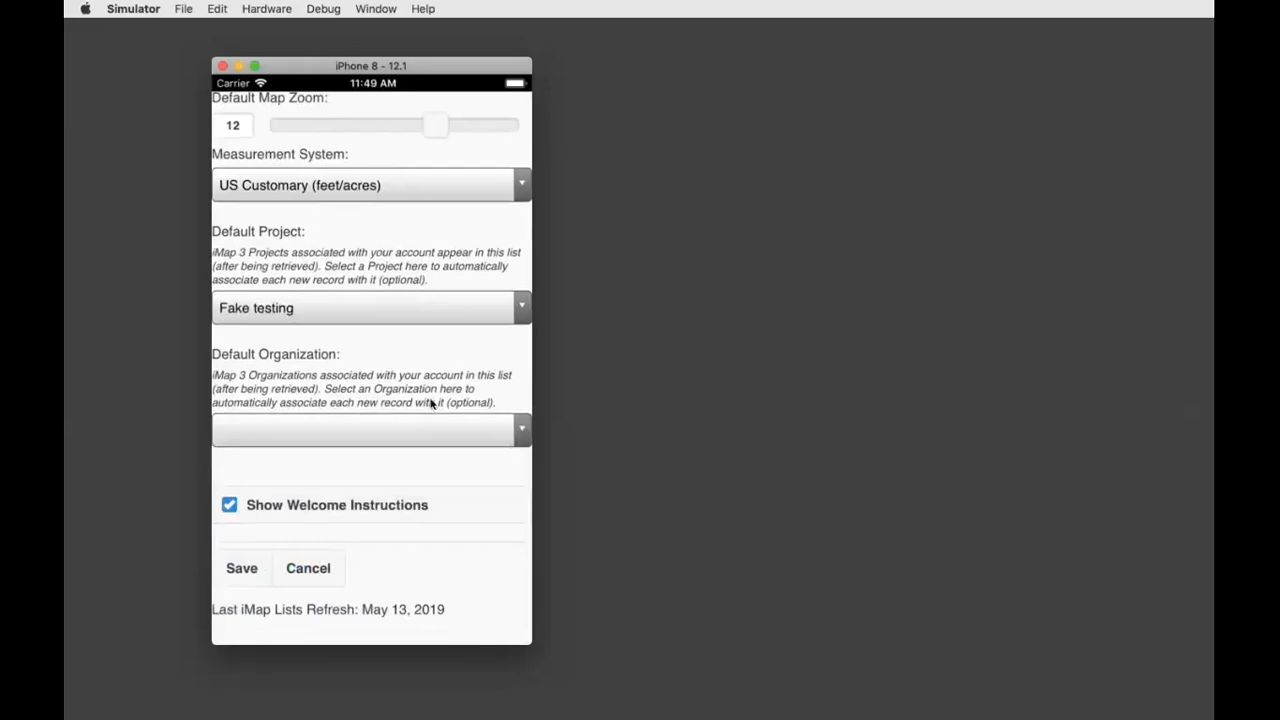 Simulator File Edit Hardware Debug Window Help
iPhone 8 - 12.1
Carrier 11:49 AM
Default Map Zoom:
12
Measurement System:
US Customary (feet/acres)
Default Project:
iMap 3 Projects associated with your account appear in this list
(after being retrieved). Select a Project here to automatically
associate each new record with it (optional).
Fake testing
Default Organization:
iMap 3 Organizations associated with your account in this list
(after being retrieved). Select an Organization here to
automatically associate each new record with it (optional).
Show Welcome Instructions
Save Cancel
Last iMap Lists Refresh: May 13, 2019